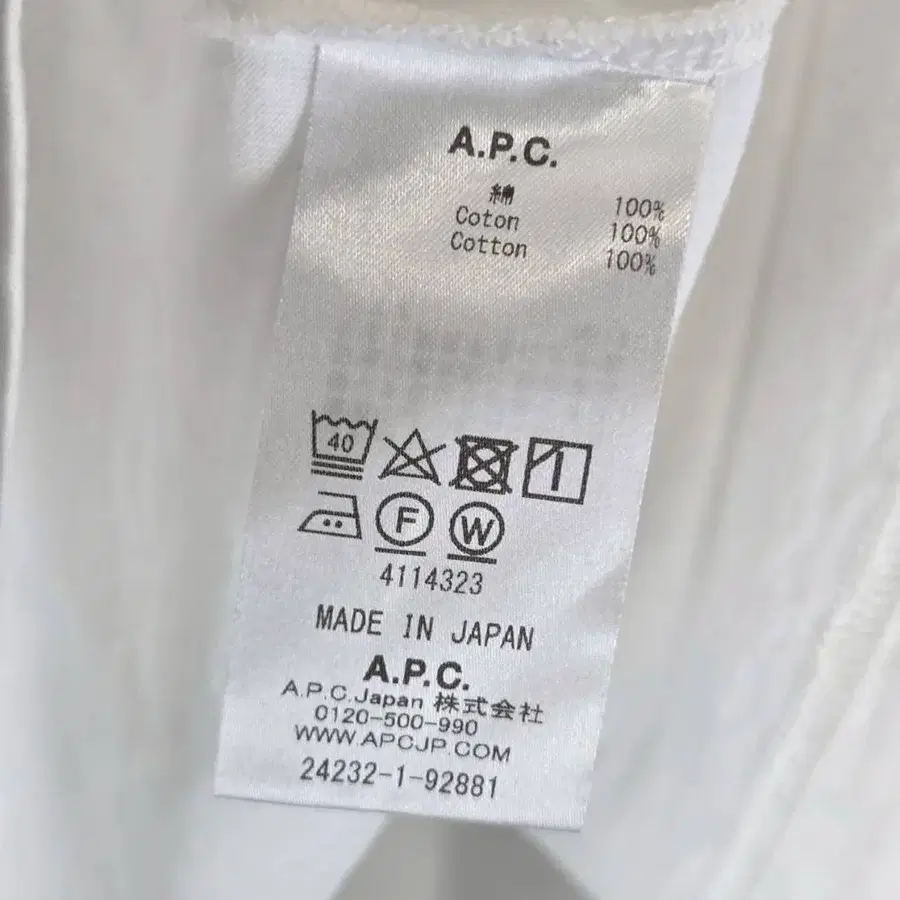 A.P.C.
綿 100%
Coton 100%
Cotton 100%
40
F W
4114323
MADE IN JAPAN
A.P.C.
A.P.C.Japan 株式会社
0120-500-990
WWW.APCJP.COM
24232-1-92881